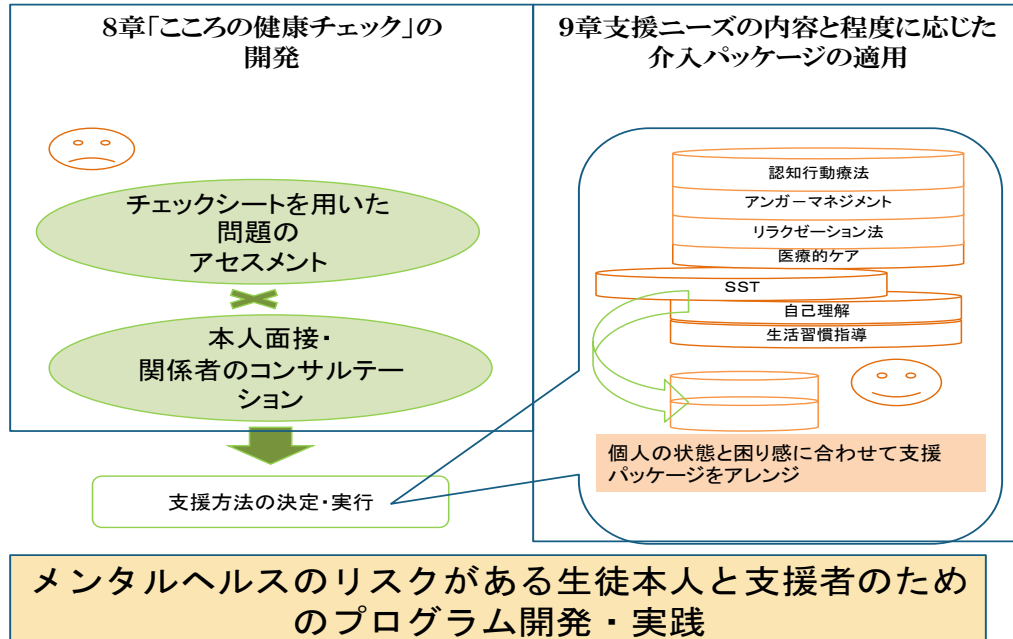 8章「こころの健康チェック」の
開発
チェックシートを用いた
問題の
アセスメント
本人面接・
関係者のコンサルテー
ション
支援方法の決定・実行
9章支援ニーズの内容と程度に応じた
介入パッケージの適用
認知行動療法
アンガーマネジメント
リラクゼーション法
医療的ケア
SST
自己理解
生活習慣指導
個人の状態と困り感に合わせて支援
パッケージをアレンジ
メンタルヘルスのリスクがある生徒本人と支援者のため
のプログラム開発・実践